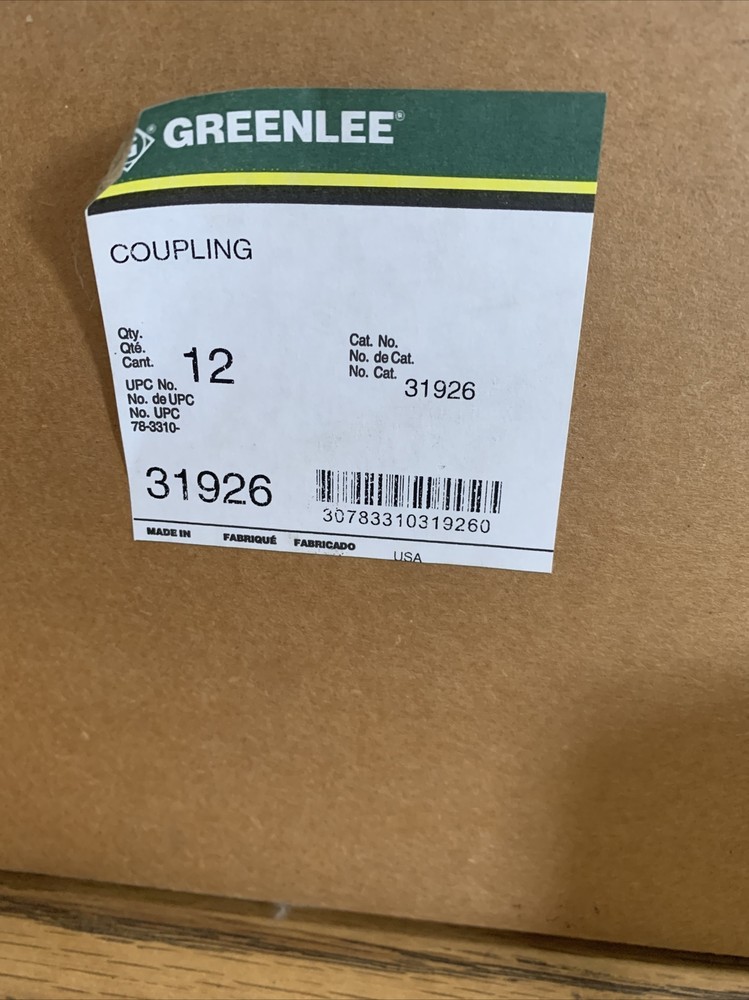 G® GREENLEE®
COUPLING
Qty.
Qté.
Cant.
12
Cat. No.
No. de Cat.
No. Cat.
31926
UPC No.
No. de UPC
No. UPC
78-3310-
31926
30783310319260
MADE IN FABRIQUÉ FABRICADO
USA